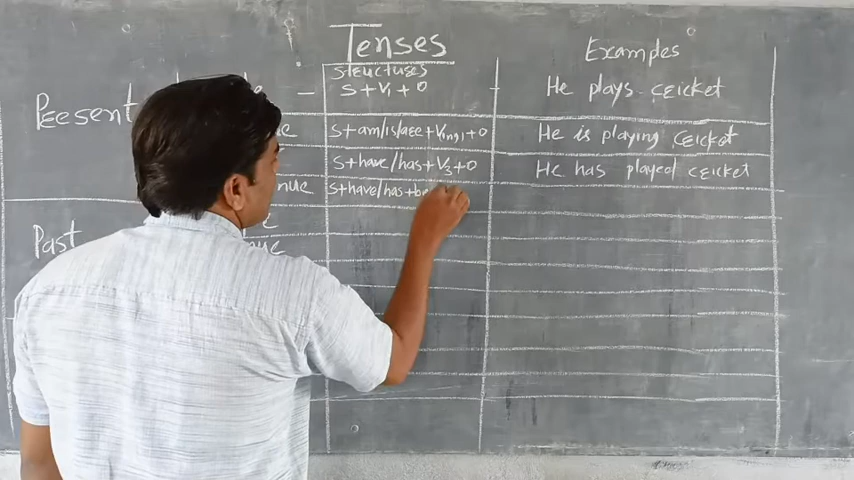 Tenses
Examples
Structures
Present
- S+V1+O - He plays cricket
S+am/is/are+V(ing)+O He is playing cricket
S+have/has+V3+O He has played cricket
S+have/has+be
Past